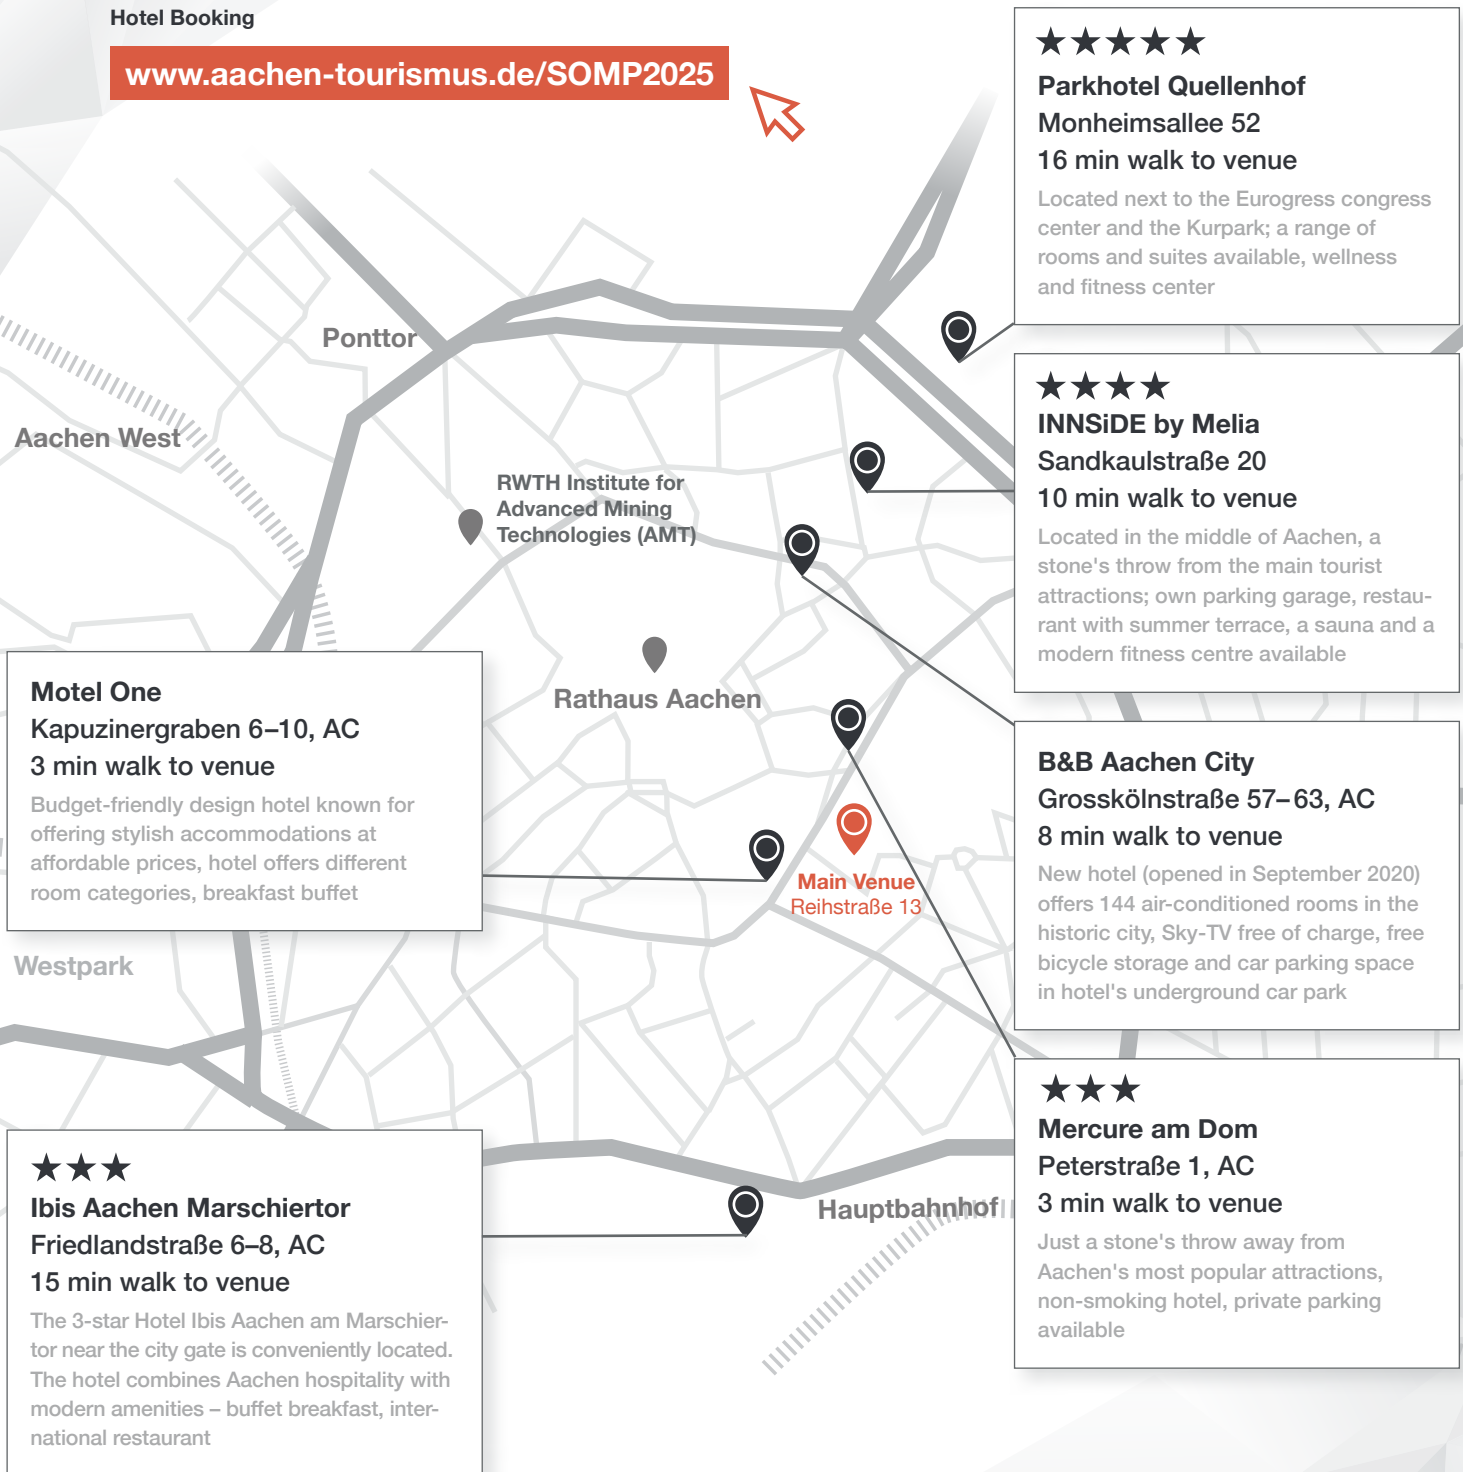 Hotel Booking
www.aachen-tourismus.de/SOMP2025
Parkhotel Quellenhof
Monheimsallee 52
16 min walk to venue
Located next to the Eurogress congress
center and the Kurpark; a range of
rooms and suites available, wellness
and fitness center
Ponttor
Aachen West
RWTH Institute for
Advanced Mining
Technologies (AMT)
INNSiDE by Melia
Sandkaulstraße 20
10 min walk to venue
Located in the middle of Aachen, a
stone's throw from the main tourist
attractions; own parking garage, restau-
rant with summer terrace, a sauna and a
modern fitness centre available
Rathaus Aachen
Motel One
Kapuzinergraben 6–10, AC
3 min walk to venue
Budget-friendly design hotel known for
offering stylish accommodations at
affordable prices, hotel offers different
room categories, breakfast buffet
B&B Aachen City
Grosskölnstraße 57–63, AC
8 min walk to venue
New hotel (opened in September 2020)
offers 144 air-conditioned rooms in the
historic city, Sky-TV free of charge, free
bicycle storage and car parking space
in hotel's underground car park
Main Venue
Reihstraße 13
Westpark
Mercure am Dom
Peterstraße 1, AC
3 min walk to venue
Just a stone's throw away from
Aachen's most popular attractions,
non-smoking hotel, private parking
available
Ibis Aachen Marschiertor
Friedlandstraße 6–8, AC
15 min walk to venue
The 3-star Hotel Ibis Aachen am Marschier-
tor near the city gate is conveniently located.
The hotel combines Aachen hospitality with
modern amenities – buffet breakfast, inter-
national restaurant
Hauptbahnhof